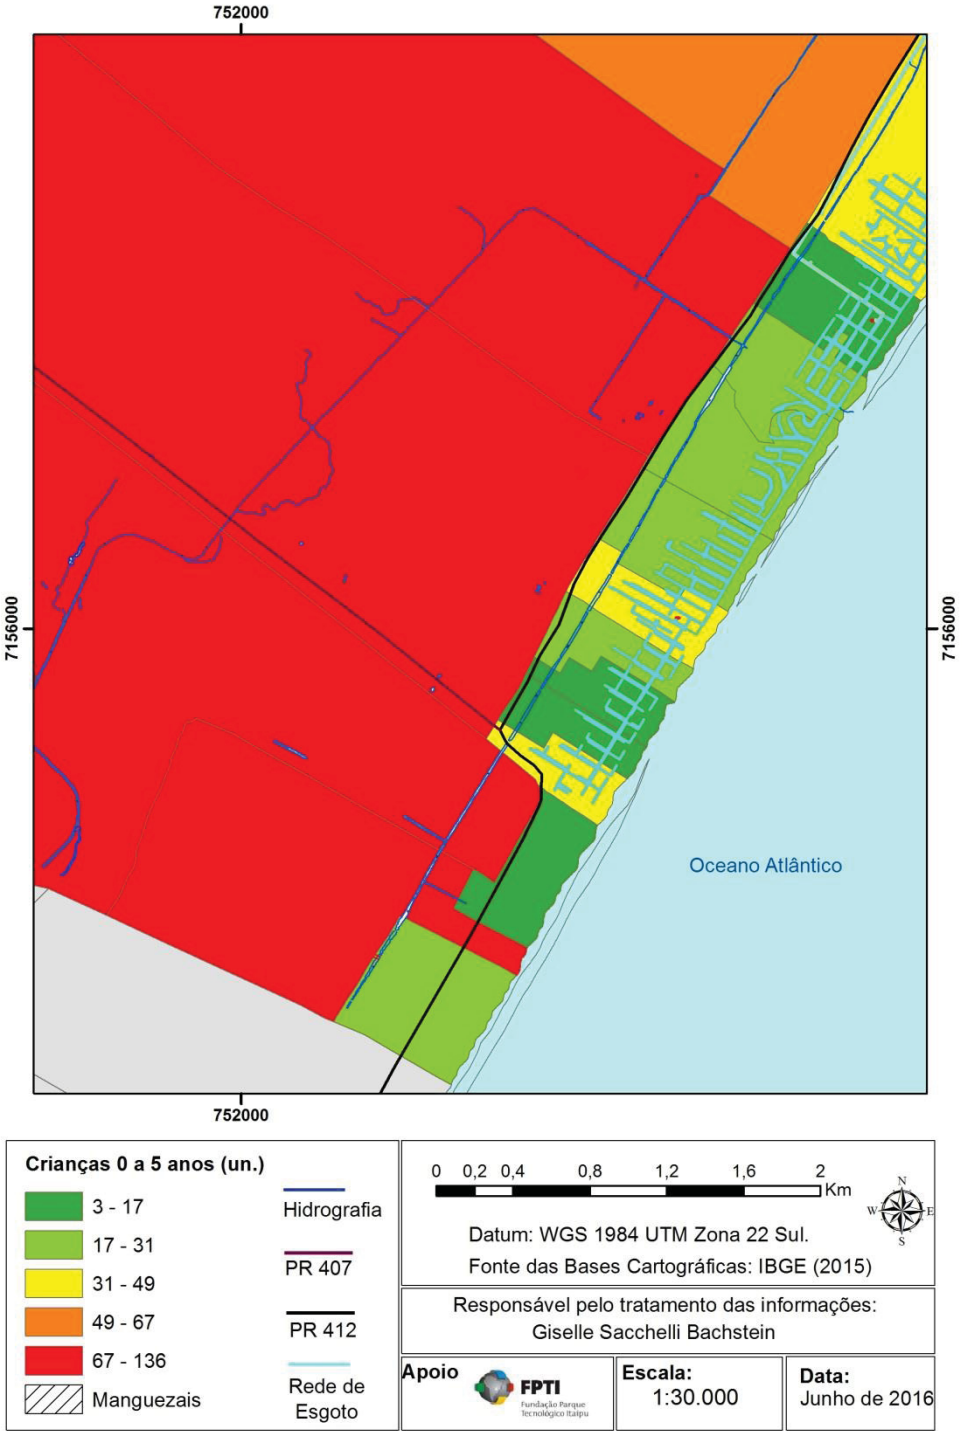 752000
7156000
7156000
Oceano Atlântico
752000
Crianças 0 a 5 anos (un.)
3 - 17
17 - 31
31 - 49
49 - 67
67 - 136
Manguezais
Hidrografia
PR 407
PR 412
Rede de
Esgoto
0 0,2 0,4 0,8 1,2 1,6 2
Km
N
W E
S
Datum: WGS 1984 UTM Zona 22 Sul.
Fonte das Bases Cartográficas: IBGE (2015)
Responsável pelo tratamento das informações:
Giselle Sacchelli Bachstein
Apoio
FPTI
Fundação Parque
Tecnológico Itaipu
Escala:
1:30.000
Data:
Junho de 2016